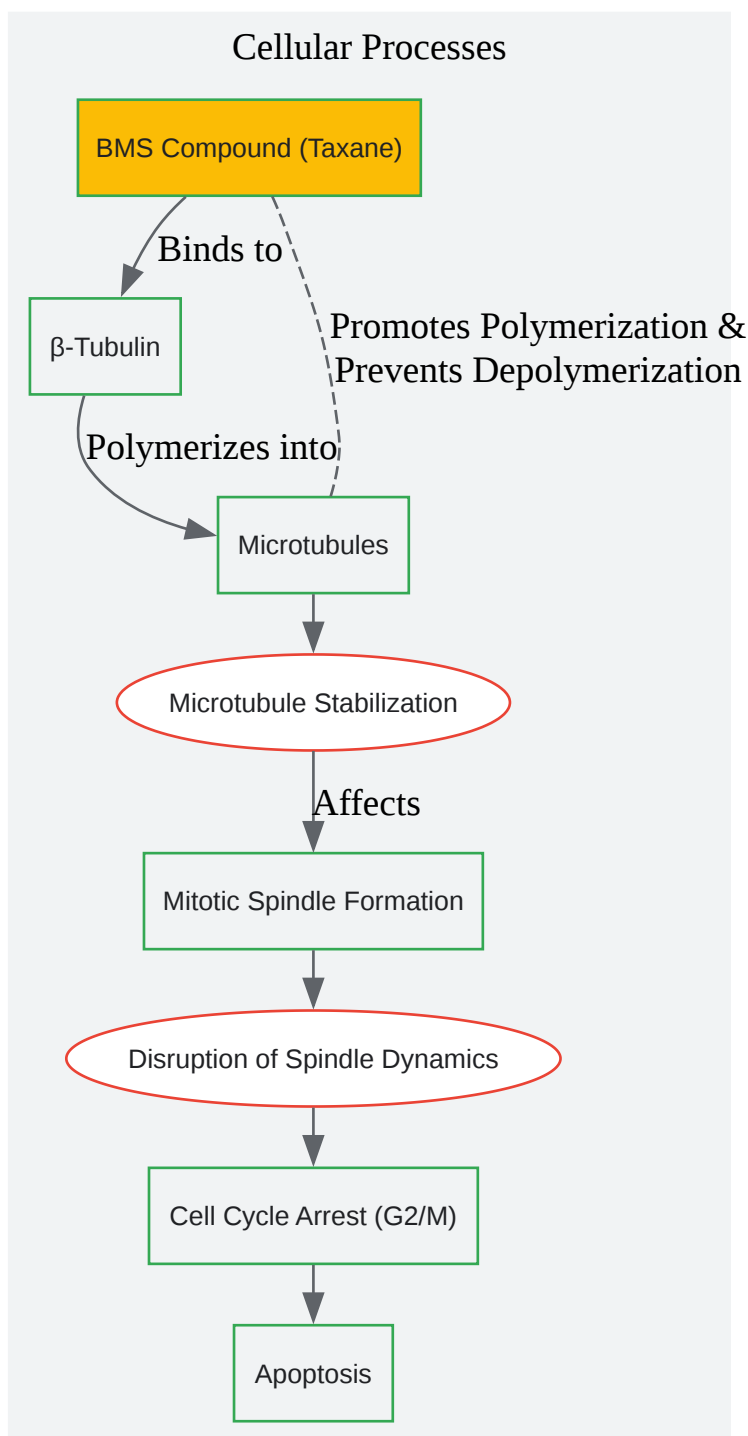 Cellular Processes
BMS Compound (Taxane)
Binds to
β-Tubulin
Promotes Polymerization &
Prevents Depolymerization
Polymerizes into
Microtubules
Microtubule Stabilization
Affects
Mitotic Spindle Formation
Disruption of Spindle Dynamics
Cell Cycle Arrest (G2/M)
Apoptosis